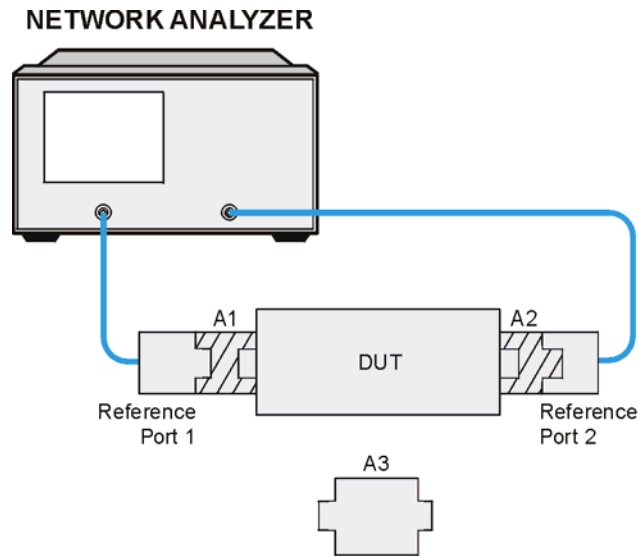 NETWORK ANALYZER
A1
A2
DUT
Reference
Port 1
Reference
Port 2
A3